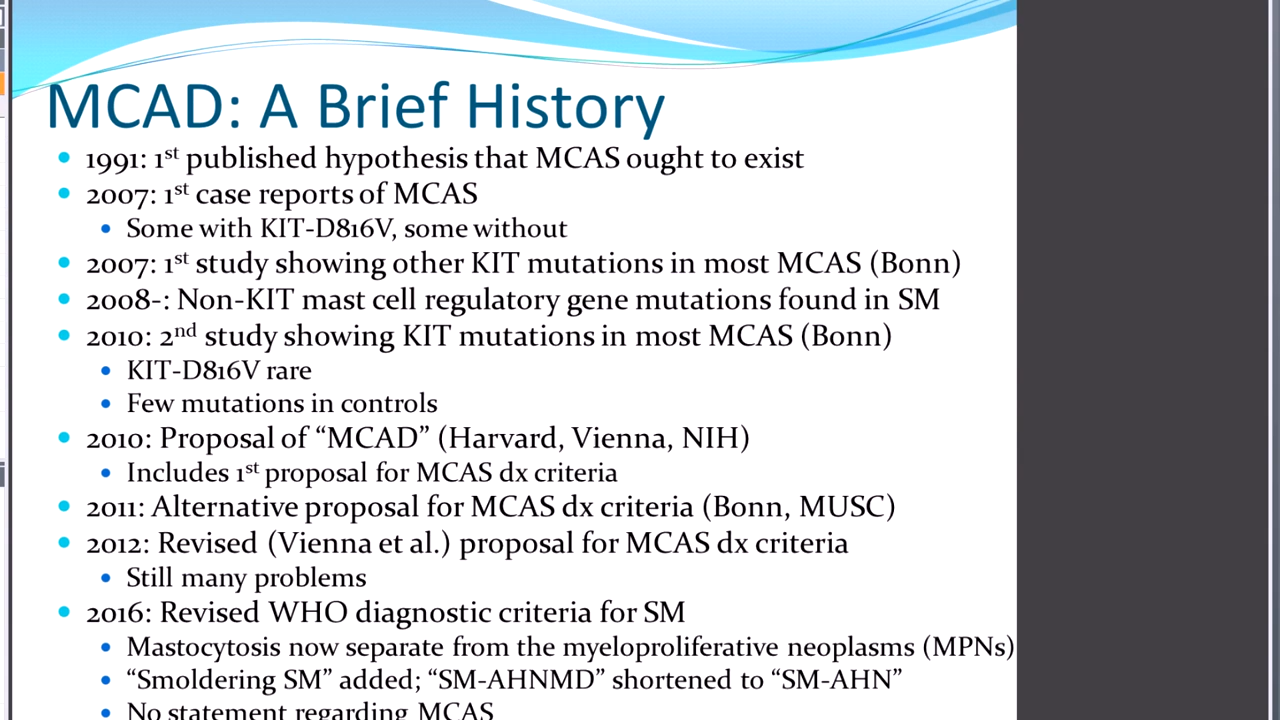 MCAD: A Brief History
• 1991: 1st published hypothesis that MCAS ought to exist
• 2007: 1st case reports of MCAS
• Some with KIT-D816V, some without
• 2007: 1st study showing other KIT mutations in most MCAS (Bonn)
• 2008-: Non-KIT mast cell regulatory gene mutations found in SM
• 2010: 2nd study showing KIT mutations in most MCAS (Bonn)
• KIT-D816V rare
• Few mutations in controls
• 2010: Proposal of “MCAD” (Harvard, Vienna, NIH)
• Includes 1st proposal for MCAS dx criteria
• 2011: Alternative proposal for MCAS dx criteria (Bonn, MUSC)
• 2012: Revised (Vienna et al.) proposal for MCAS dx criteria
• Still many problems
• 2016: Revised WHO diagnostic criteria for SM
• Mastocytosis now separate from the myeloproliferative neoplasms (MPNs)
• “Smoldering SM” added; “SM-AHNMD” shortened to “SM-AHN”
• No statement regarding MCAS